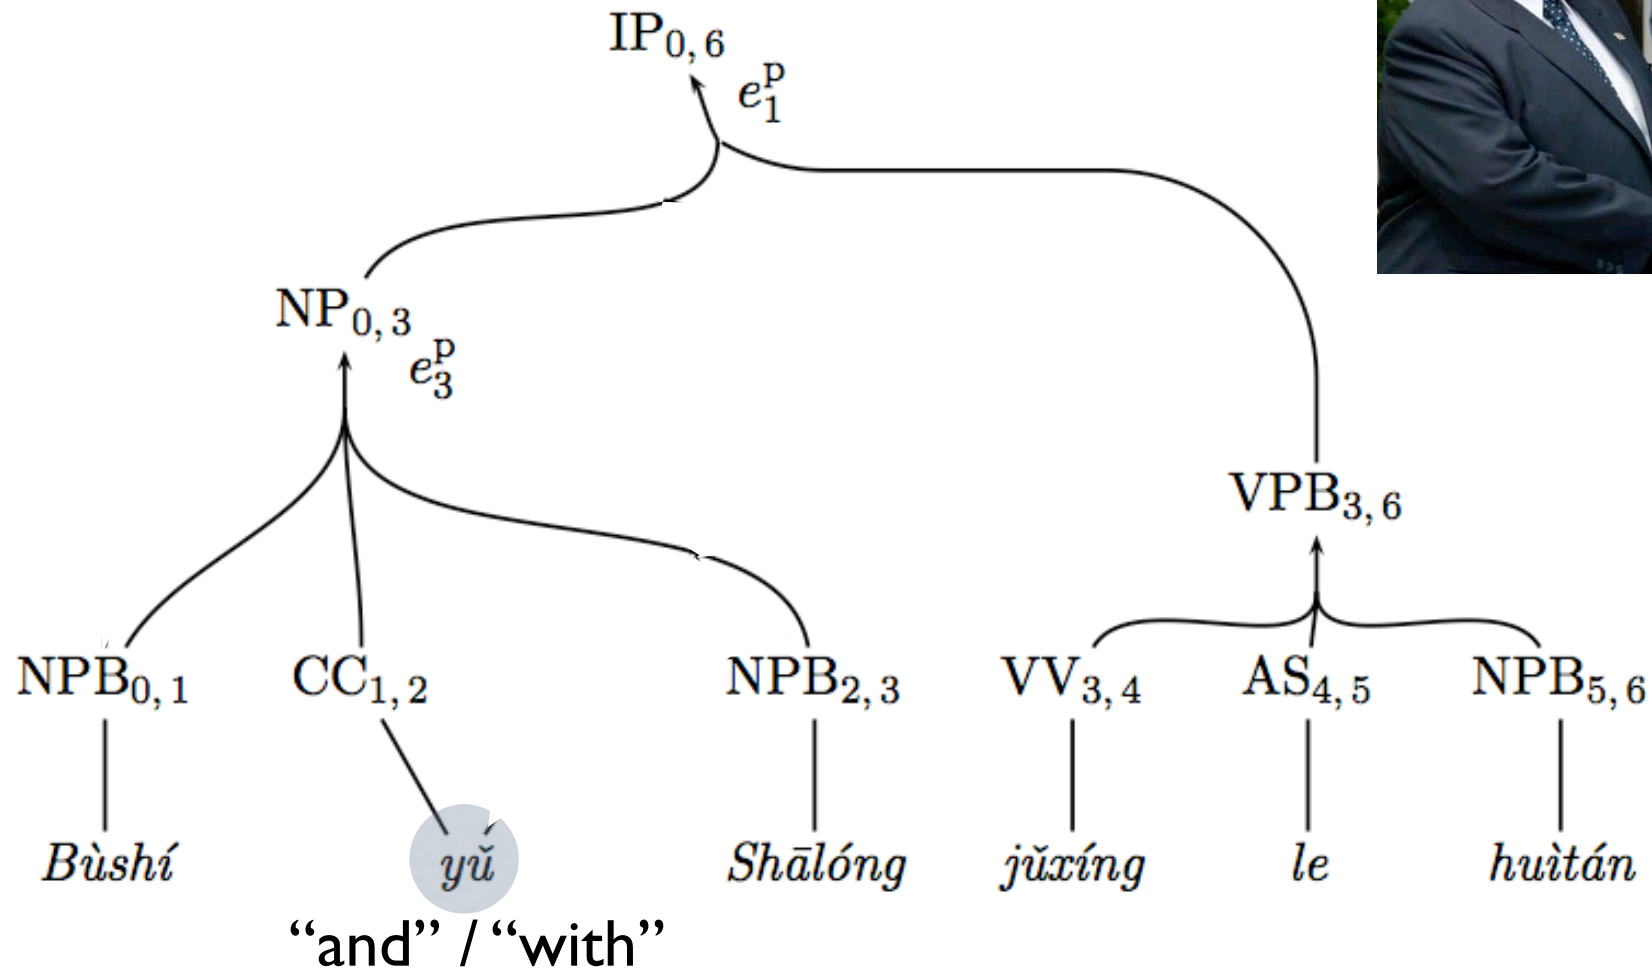 IP₀,₆
e₁ᵖ
NP₀,₃
e₃ᵖ
VPB₃,₆
NPB₀,₁ CC₁,₂ NPB₂,₃ VV₃,₄ AS₄,₅ NPB₅,₆
Bùshí yǔ Shālóng jǔxíng le huìtán
“and” / “with”